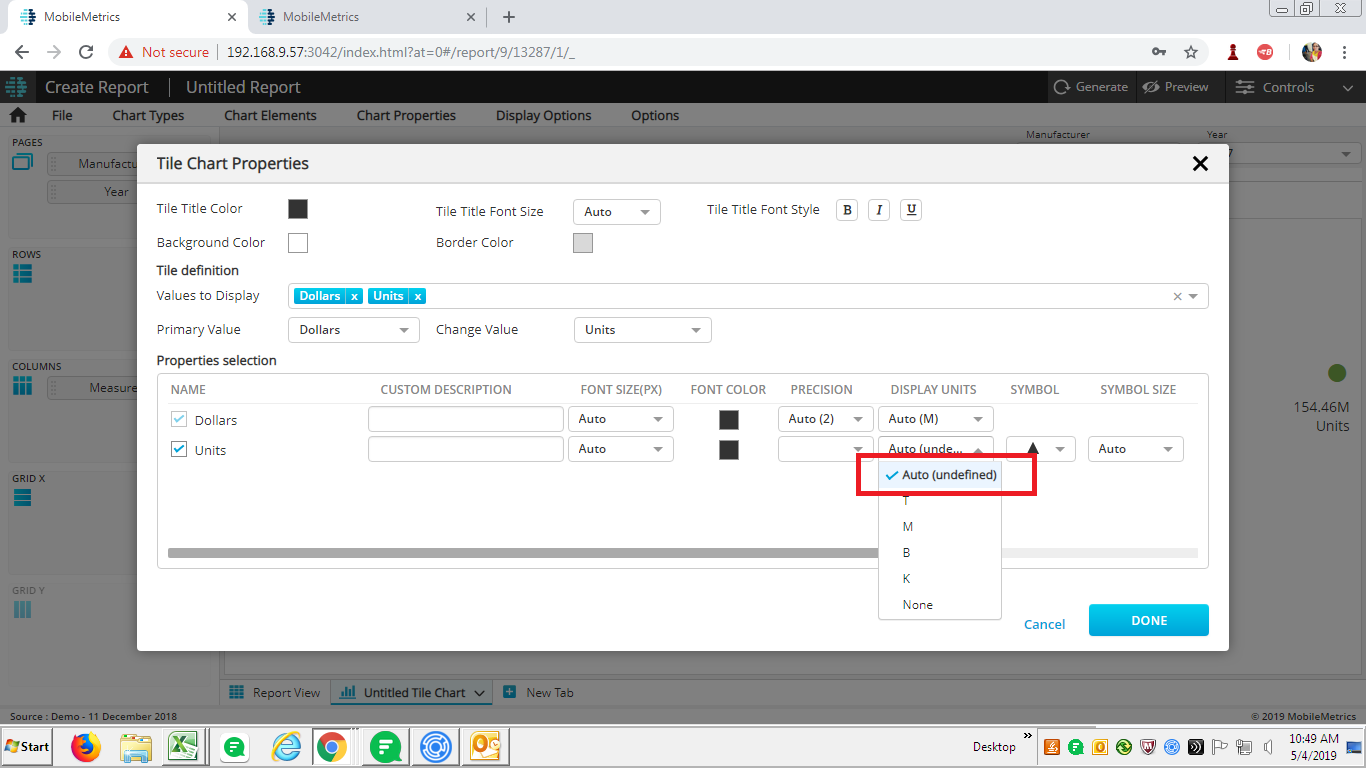 MobileMetrics
MobileMetrics
Not secure 192.168.9.57:3042/index.html?at=0#/report/9/13287/1/_
Create Report Untitled Report Generate Preview Controls
File Chart Types Chart Elements Chart Properties Display Options Options
PAGES
Manufactu
Year
Manufacturer Year
7
ROWS
COLUMNS
Measure
GRID X
GRID Y
154.46M
Units
Tile Chart Properties
Tile Title Color Tile Title Font Size Auto Tile Title Font Style B I U
Background Color Border Color
Tile definition
Values to Display Dollars x Units x
Primary Value Dollars Change Value Units
Properties selection
NAME CUSTOM DESCRIPTION FONT SIZE(PX) FONT COLOR PRECISION DISPLAY UNITS SYMBOL SYMBOL SIZE
Dollars Auto Auto (2) Auto (M)
Units Auto Auto (unde... Auto
Auto (undefined)
T
M
B
K
None
Cancel DONE
Report View Untitled Tile Chart New Tab
Source : Demo - 11 December 2018 © 2019 MobileMetrics
Start Desktop 10:49 AM
5/4/2019